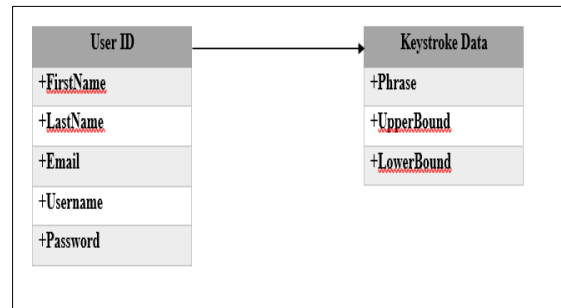 User ID
+FirstName
+LastName
+Email
+Username
+Password
Keystroke Data
+Phrase
+UpperBound
+LowerBound